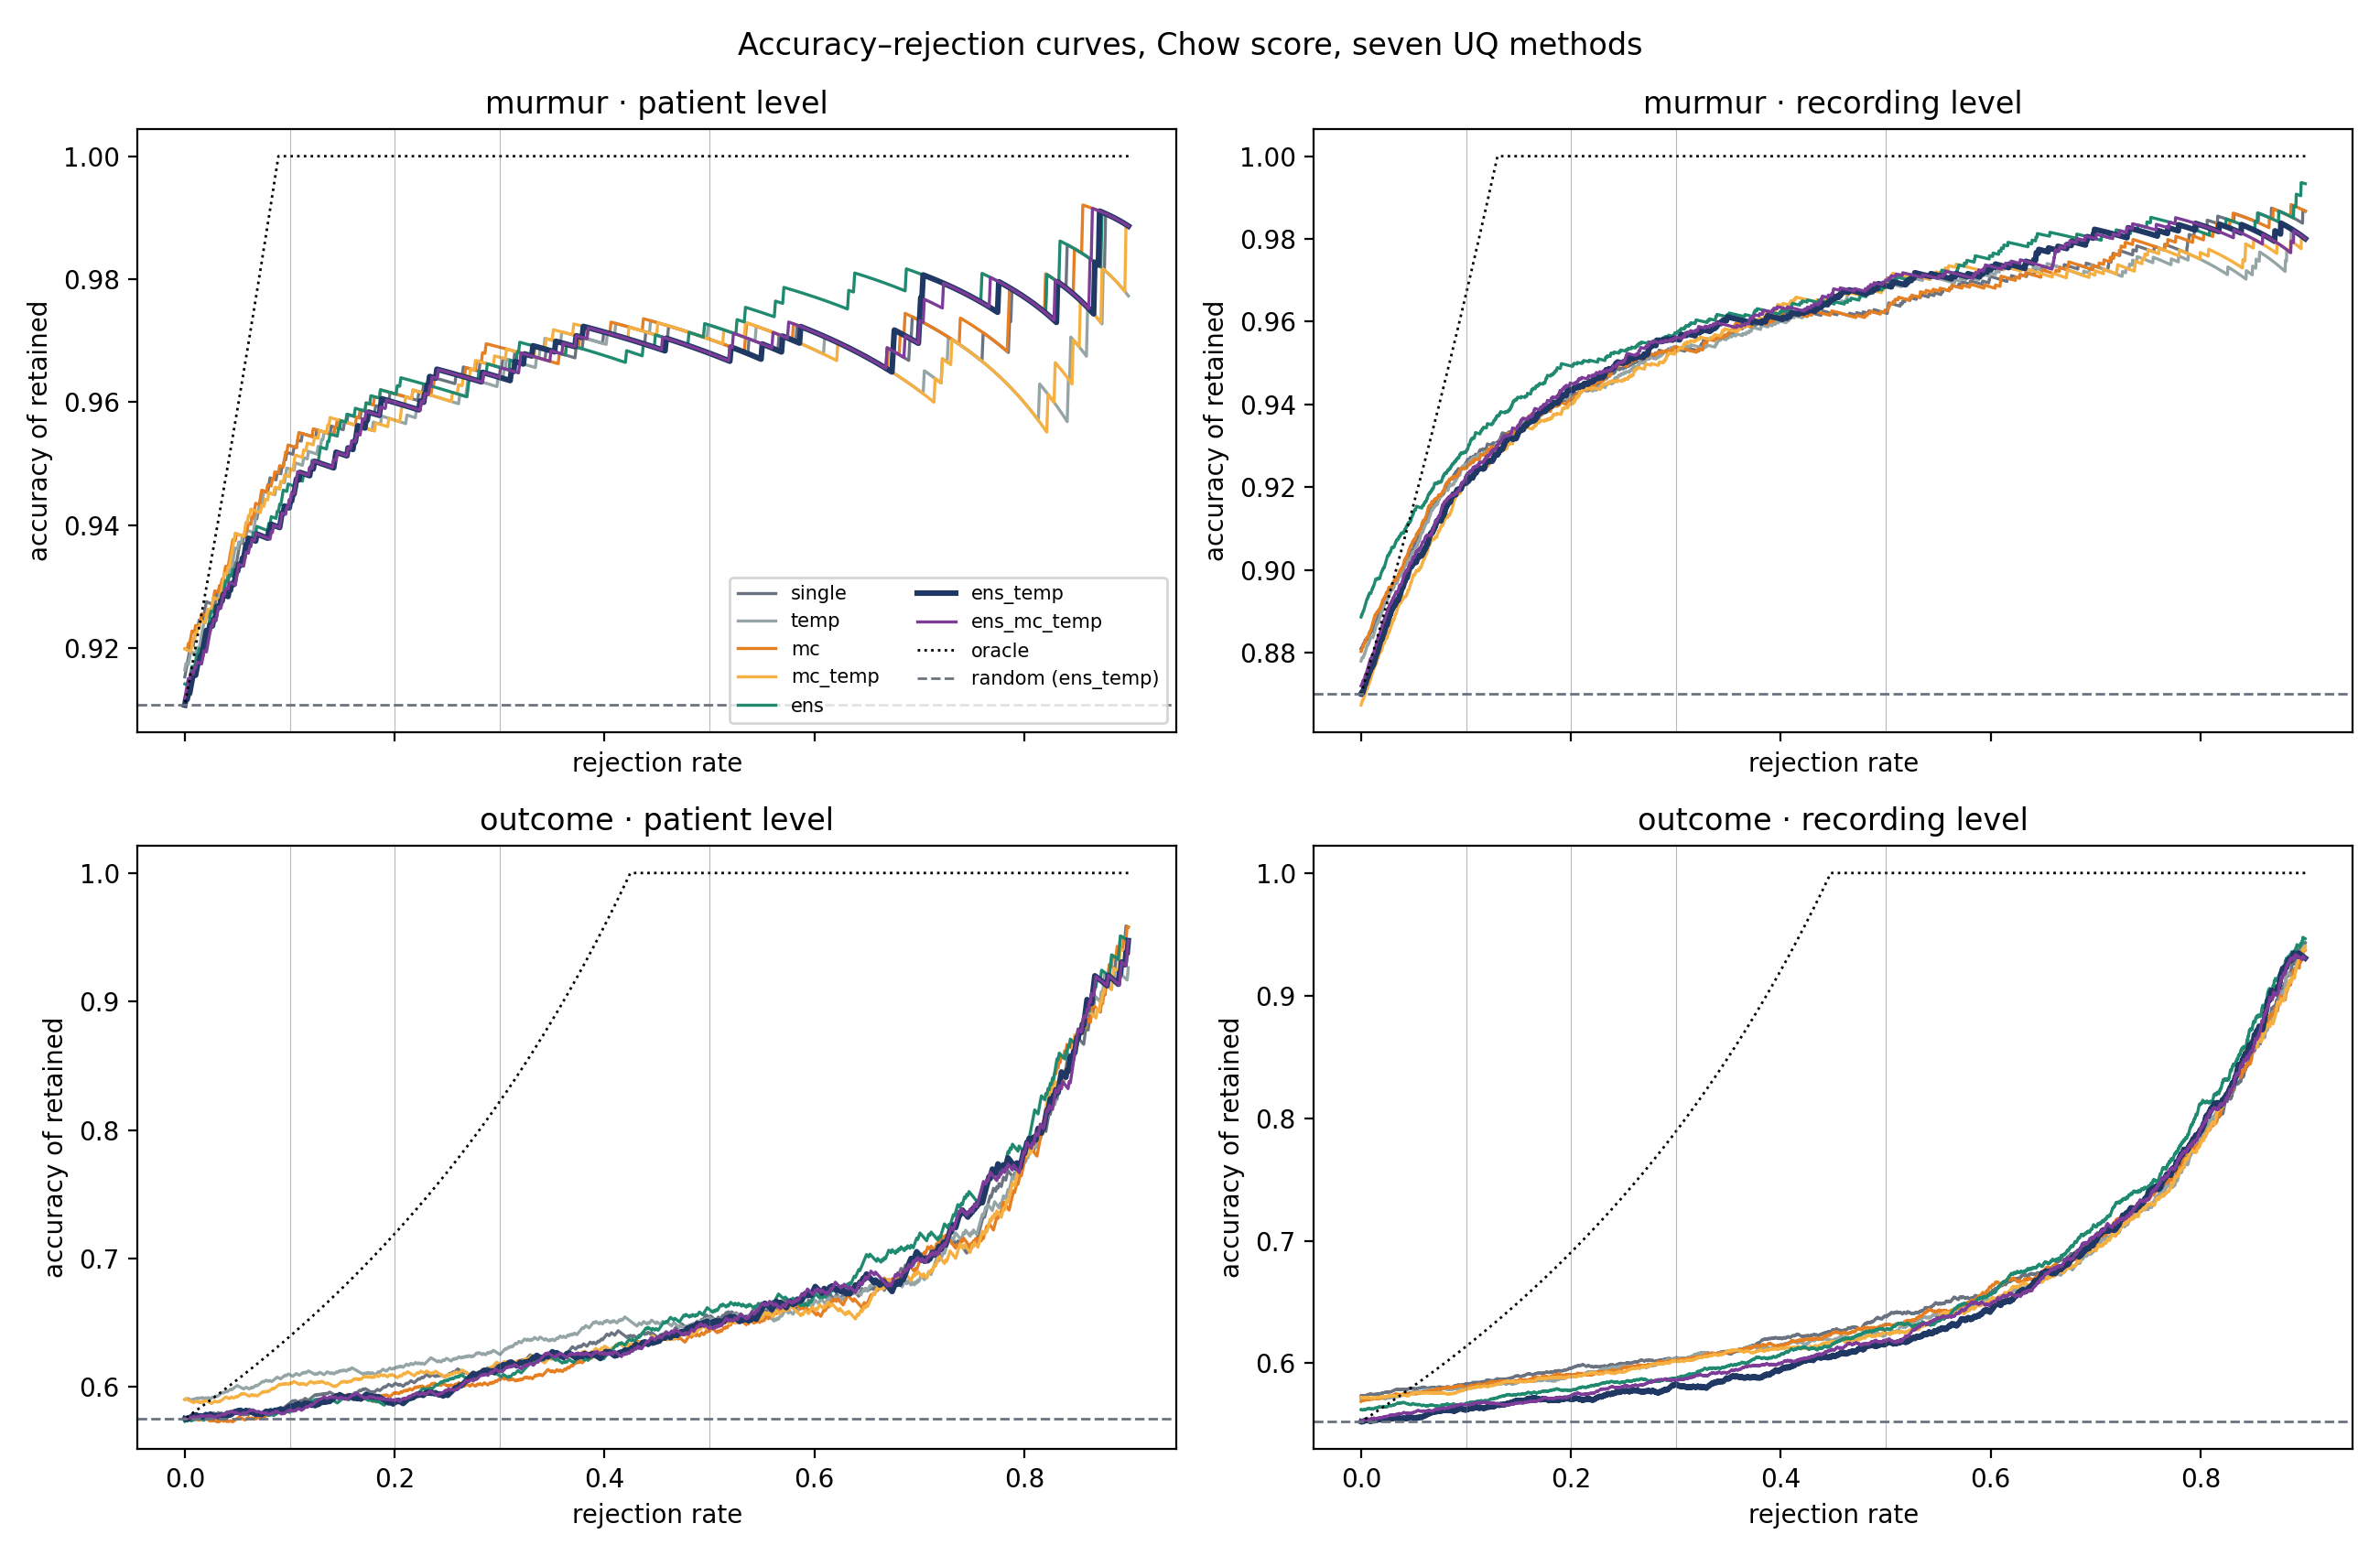 Accuracy–rejection curves, Chow score, seven UQ methods
murmur · patient level
accuracy of retained
1.00
0.98
0.96
0.94
0.92
single
temp
mc
mc_temp
ens
ens_temp
ens_mc_temp
oracle
random (ens_temp)
rejection rate
murmur · recording level
accuracy of retained
1.00
0.98
0.96
0.94
0.92
0.90
0.88
rejection rate
outcome · patient level
accuracy of retained
1.0
0.9
0.8
0.7
0.6
0.0 0.2 0.4 0.6 0.8
rejection rate
outcome · recording level
accuracy of retained
1.0
0.9
0.8
0.7
0.6
0.0 0.2 0.4 0.6 0.8
rejection rate